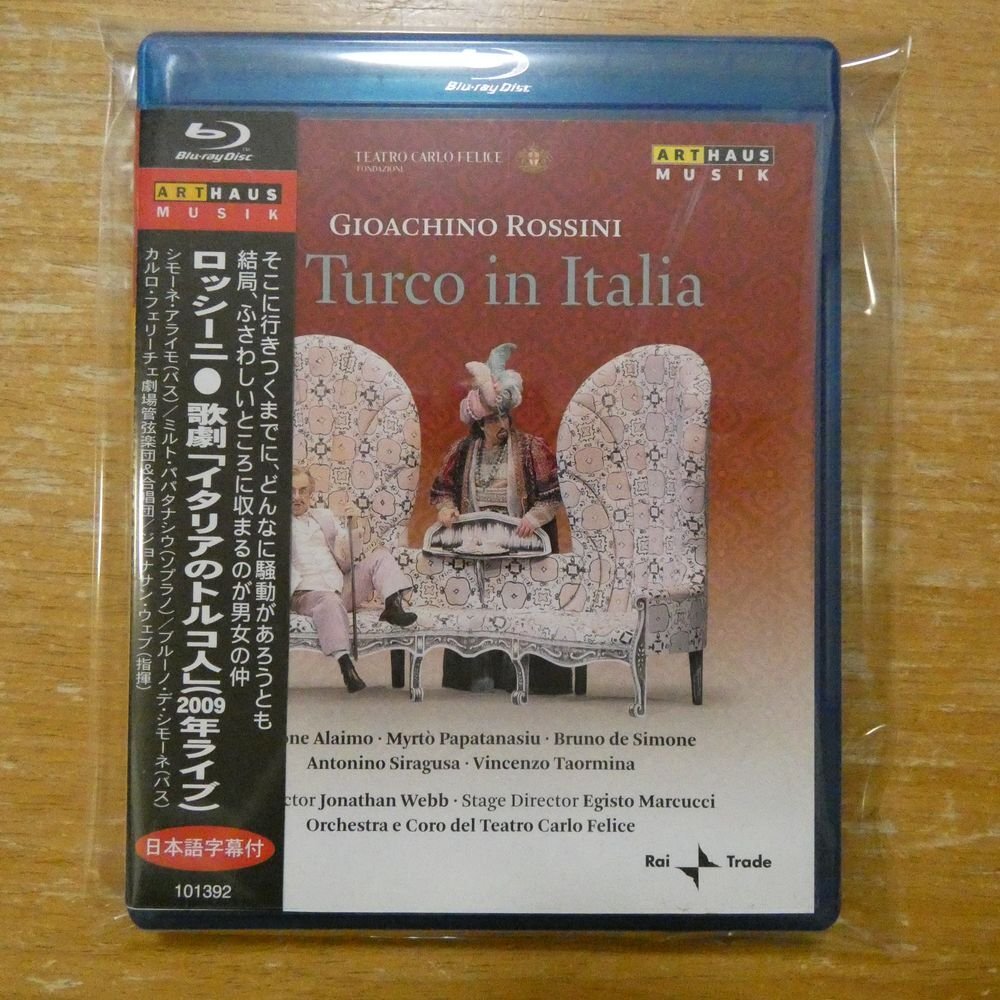 Blu-ray Disc
Blu-ray Disc
ARTHAUS
MUSIK
そこに行きつくまでに、どんなに騒動があろうとも
結局、ふさわしいところに収まるのが男女の仲
ロッシーニ●歌劇「イタリアのトルコ人」(2009年ライブ)
シモーネ・アライモ(バス)/ミルト・パパタナシウ(ソプラノ)/ブルーノ・デ・シモーネ(バス)
カルロ・フェリーチェ劇場管弦楽団&合唱団/ジョナサン・ウェブ(指揮)
日本語字幕付
101392
TEATRO CARLO FELICE
FONDAZIONE
ARTHAUS
MUSIK
GIOACHINO ROSSINI
Turco in Italia
one Alaimo · Myrtò Papatanasiu · Bruno de Simone
Antonino Siragusa · Vincenzo Taormina
ctor Jonathan Webb · Stage Director Egisto Marcucci
Orchestra e Coro del Teatro Carlo Felice
Rai Trade